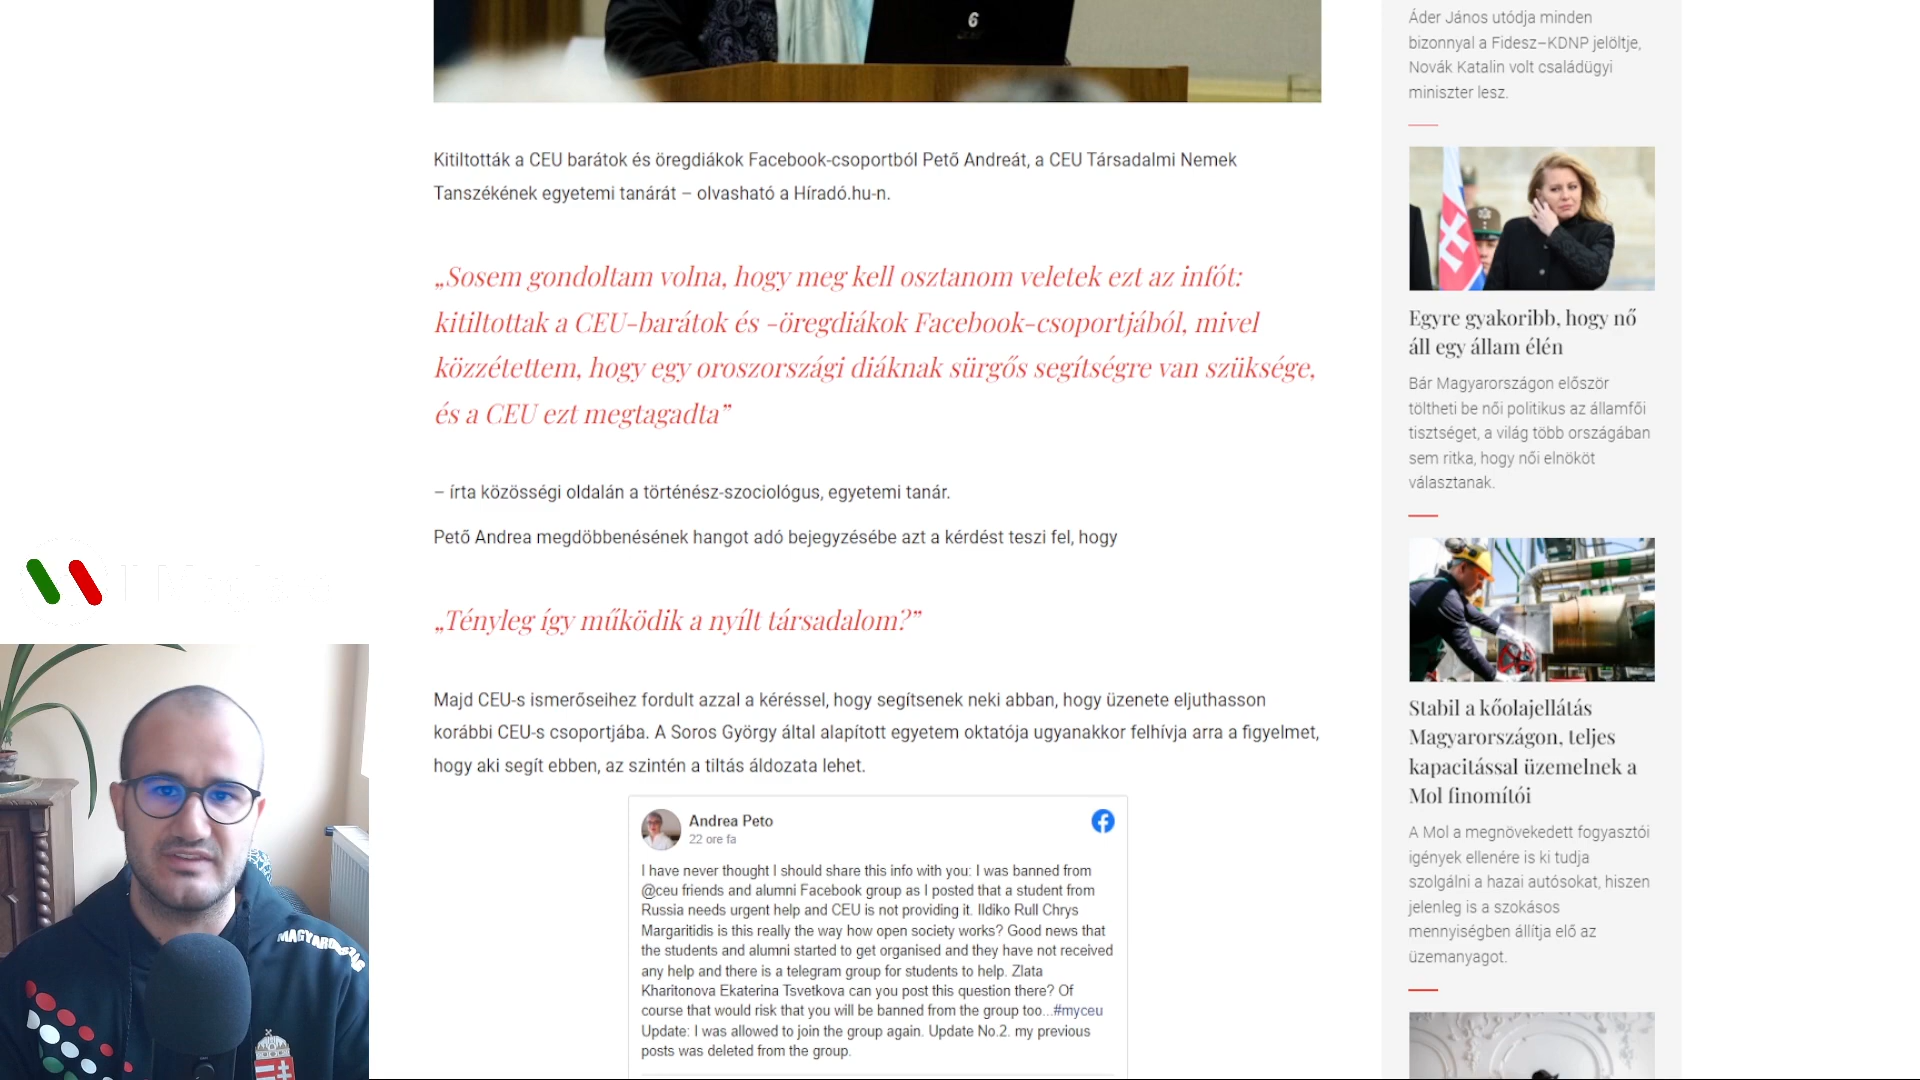 6
Kitiltották a CEU barátok és öregdiákok Facebook-csoportból Pető Andreát, a CEU Társadalmi Nemek
Tanszékének egyetemi tanárát – olvasható a Híradó.hu-n.
„Sosem gondoltam volna, hogy meg kell osztanom veletek ezt az infót:
kitiltottak a CEU-barátok és -öregdiákok Facebook-csoportjából, mivel
közzétettem, hogy egy oroszországi diáknak sürgős segítségre van szüksége,
és a CEU ezt megtagadta”
– írta közösségi oldalán a történész-szociológus, egyetemi tanár.
Pető Andrea megdöbbenésének hangot adó bejegyzésébe azt a kérdést teszi fel, hogy
„Tényleg így működik a nyílt társadalom?”
Majd CEU-s ismerőseihez fordult azzal a kéréssel, hogy segítsenek neki abban, hogy üzenete eljuthasson
korábbi CEU-s csoportjába. A Soros György által alapított egyetem oktatója ugyanakkor felhívja arra a figyelmet,
hogy aki segít ebben, az szintén a tiltás áldozata lehet.
Andrea Peto
22 ore fa
I have never thought I should share this info with you: I was banned from
@ceu friends and alumni Facebook group as I posted that a student from
Russia needs urgent help and CEU is not providing it. Ildiko Rull Chrys
Margaritidis is this really the way how open society works? Good news that
the students and alumni started to get organised and they have not received
any help and there is a telegram group for students to help. Zlata
Kharitonova Ekaterina Tsvetkova can you post this question there? Of
course that would risk that you will be banned from the group too...#myceu
Update: I was allowed to join the group again. Update No.2. my previous
posts was deleted from the group.
Áder János utódja minden
bizonnyal a Fidesz–KDNP jelöltje,
Novák Katalin volt családügyi
miniszter lesz.
Egyre gyakoribb, hogy nő
áll egy állam élén
Bár Magyarországon először
töltheti be női politikus az államfői
tisztséget, a világ több országában
sem ritka, hogy női elnököt
választanak.
Stabil a kőolajellátás
Magyarországon, teljes
kapacitással üzemelnek a
Mol finomítói
A Mol a megnövekedett fogyasztói
igények ellenére is ki tudja
szolgálni a hazai autósokat, hiszen
jelenleg is a szokásos
mennyiségben állítja elő az
üzemanyagot.
MAGYARORSZÁG